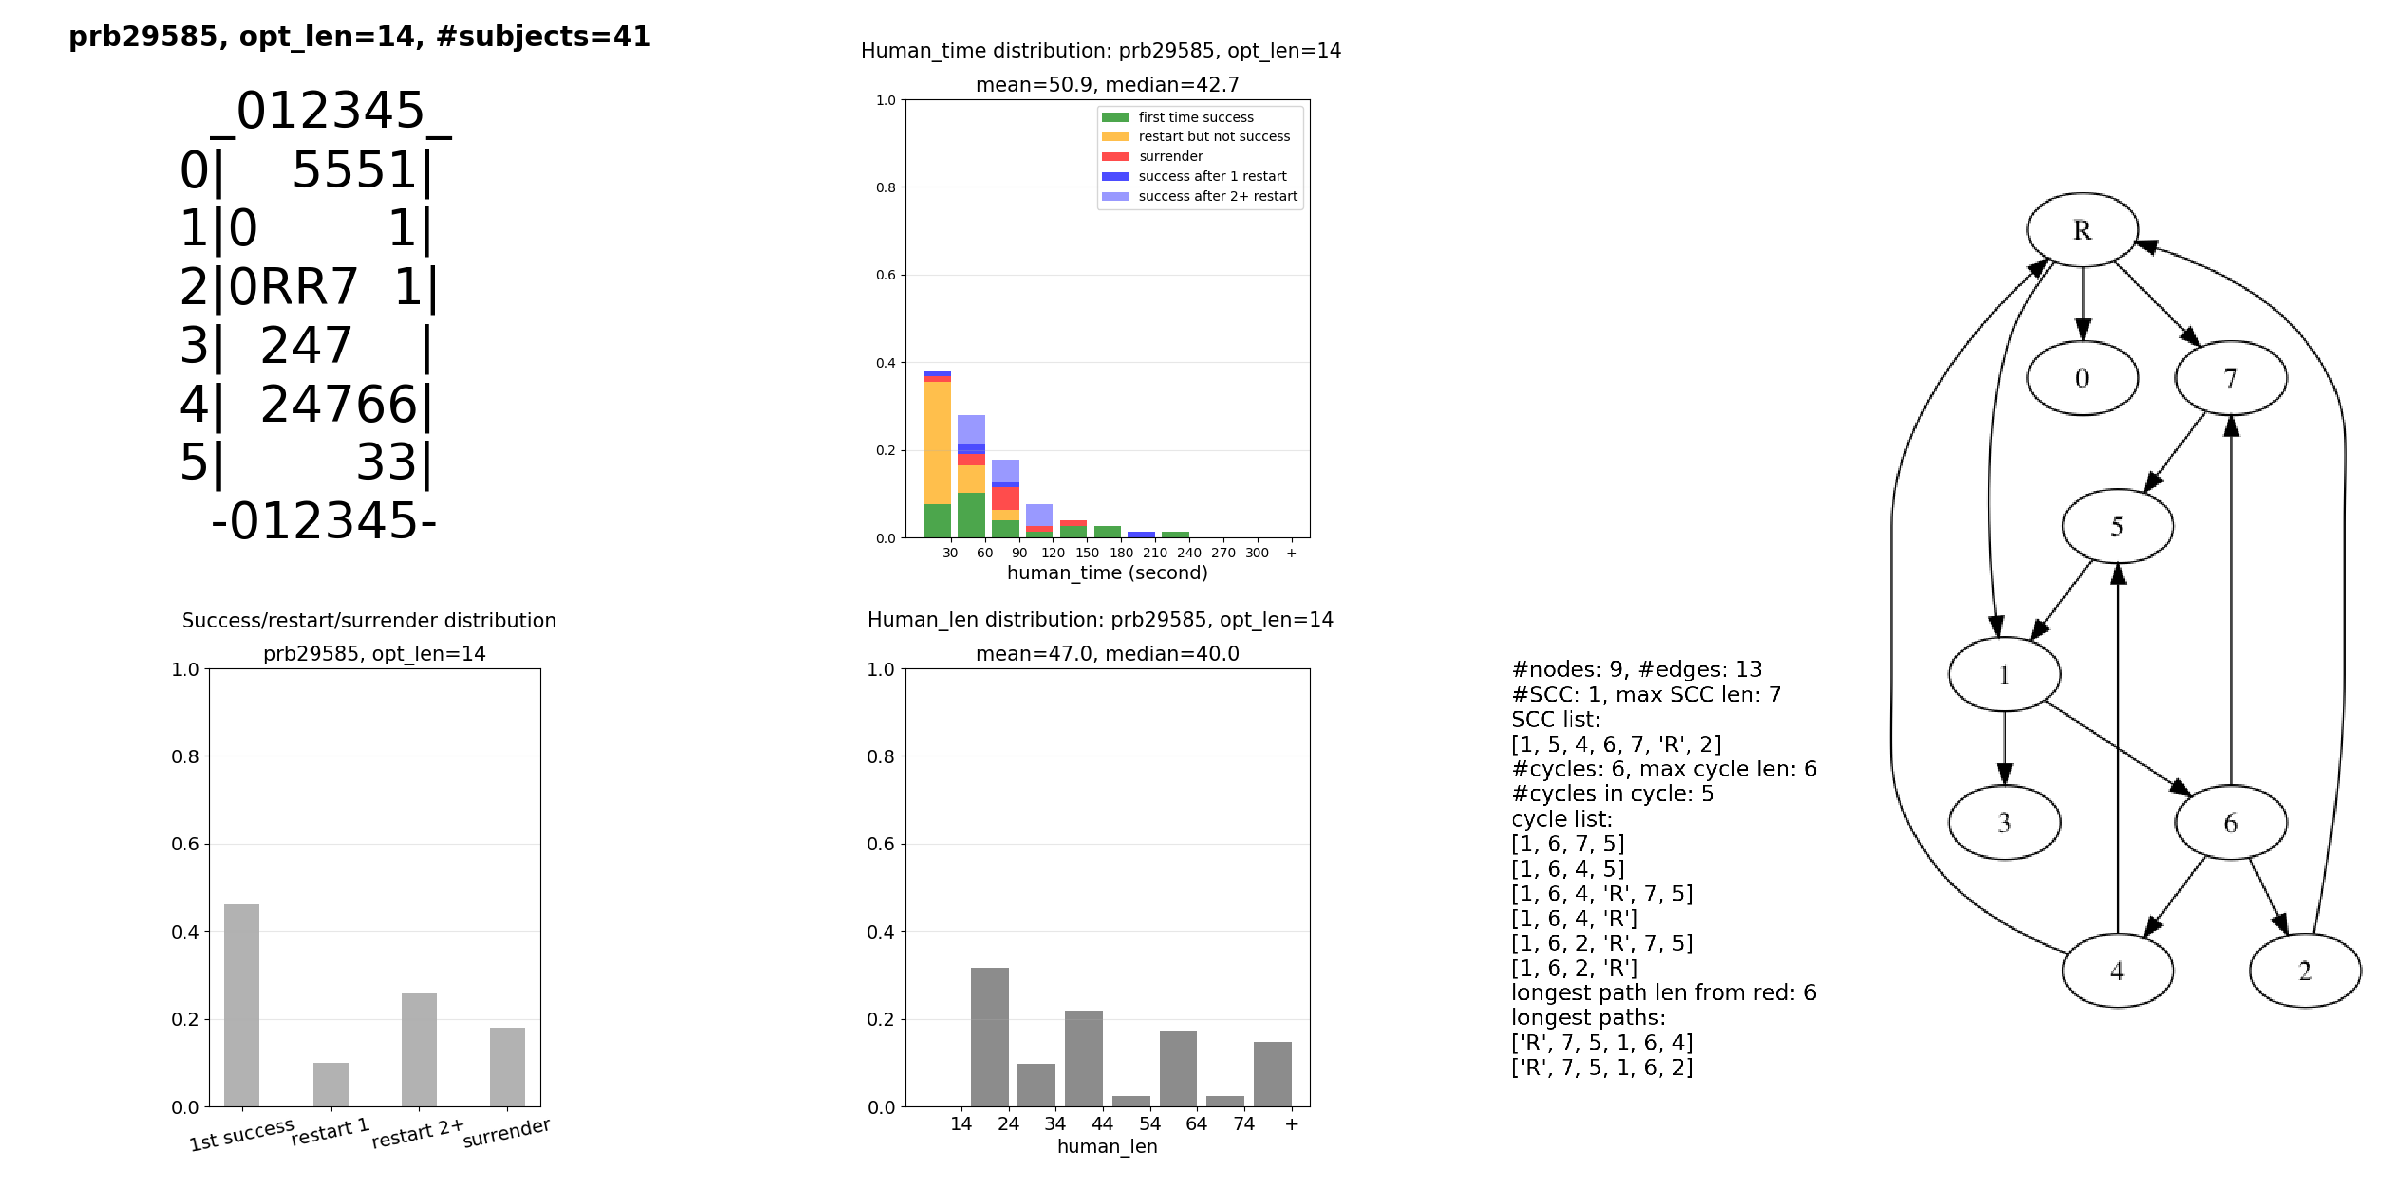 prb29585, opt_len=14, #subjects=41
_012345_
0|  5551|
1|0    1|
2|0RR7 1|
3| 247  |
4| 24766|
5|    33|
-012345-
Human_time distribution: prb29585, opt_len=14
mean=50.9, median=42.7
1.0
0.8
0.6
0.4
0.2
0.0
first time success
restart but not success
surrender
success after 1 restart
success after 2+ restart
30 60 90 120 150 180 210 240 270 300 +
human_time (second)
Success/restart/surrender distribution
prb29585, opt_len=14
1.0
0.8
0.6
0.4
0.2
0.0
1st success restart 1 restart 2+ surrender
Human_len distribution: prb29585, opt_len=14
mean=47.0, median=40.0
1.0
0.8
0.6
0.4
0.2
0.0
14 24 34 44 54 64 74 +
human_len
#nodes: 9, #edges: 13
#SCC: 1, max SCC len: 7
SCC list:
[1, 5, 4, 6, 7, 'R', 2]
#cycles: 6, max cycle len: 6
#cycles in cycle: 5
cycle list:
[1, 6, 7, 5]
[1, 6, 4, 5]
[1, 6, 4, 'R', 7, 5]
[1, 6, 4, 'R']
[1, 6, 2, 'R', 7, 5]
[1, 6, 2, 'R']
longest path len from red: 6
longest paths:
['R', 7, 5, 1, 6, 4]
['R', 7, 5, 1, 6, 2]
R
0 7
5
1
3 6
4 2